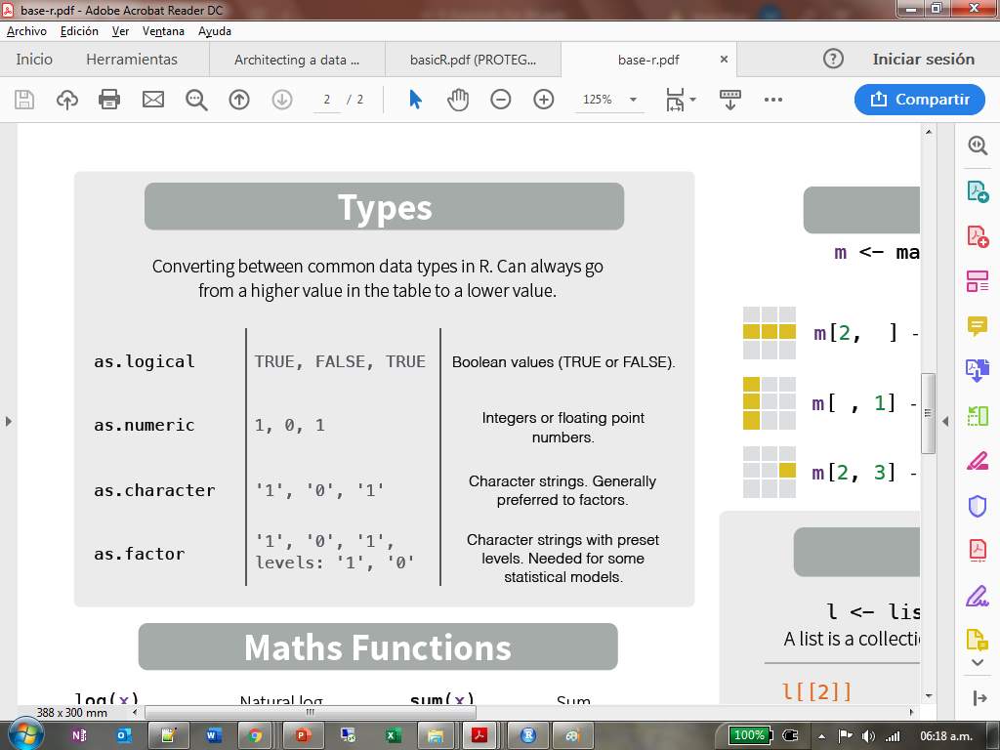 base-r.pdf - Adobe Acrobat Reader DC
Archivo Edición Ver Ventana Ayuda
Inicio Herramientas Architecting a data ... basicR.pdf (PROTEG... base-r.pdf × Iniciar sesión
2 / 2 125% Compartir
Types
Converting between common data types in R. Can always go
from a higher value in the table to a lower value.
as.logical TRUE, FALSE, TRUE Boolean values (TRUE or FALSE).
as.numeric 1, 0, 1 Integers or floating point
numbers.
as.character '1', '0', '1' Character strings. Generally
preferred to factors.
as.factor '1', '0', '1',
levels: '1', '0'
Character strings with preset
levels. Needed for some
statistical models.
Maths Functions
log(x) Natural log sum(x) Sum
m <- ma
m[2, ] -
m[ , 1] -
m[2, 3] -
l <- lis
A list is a collecti
l[[2]]
388 x 300 mm
100% 06:18 a.m.